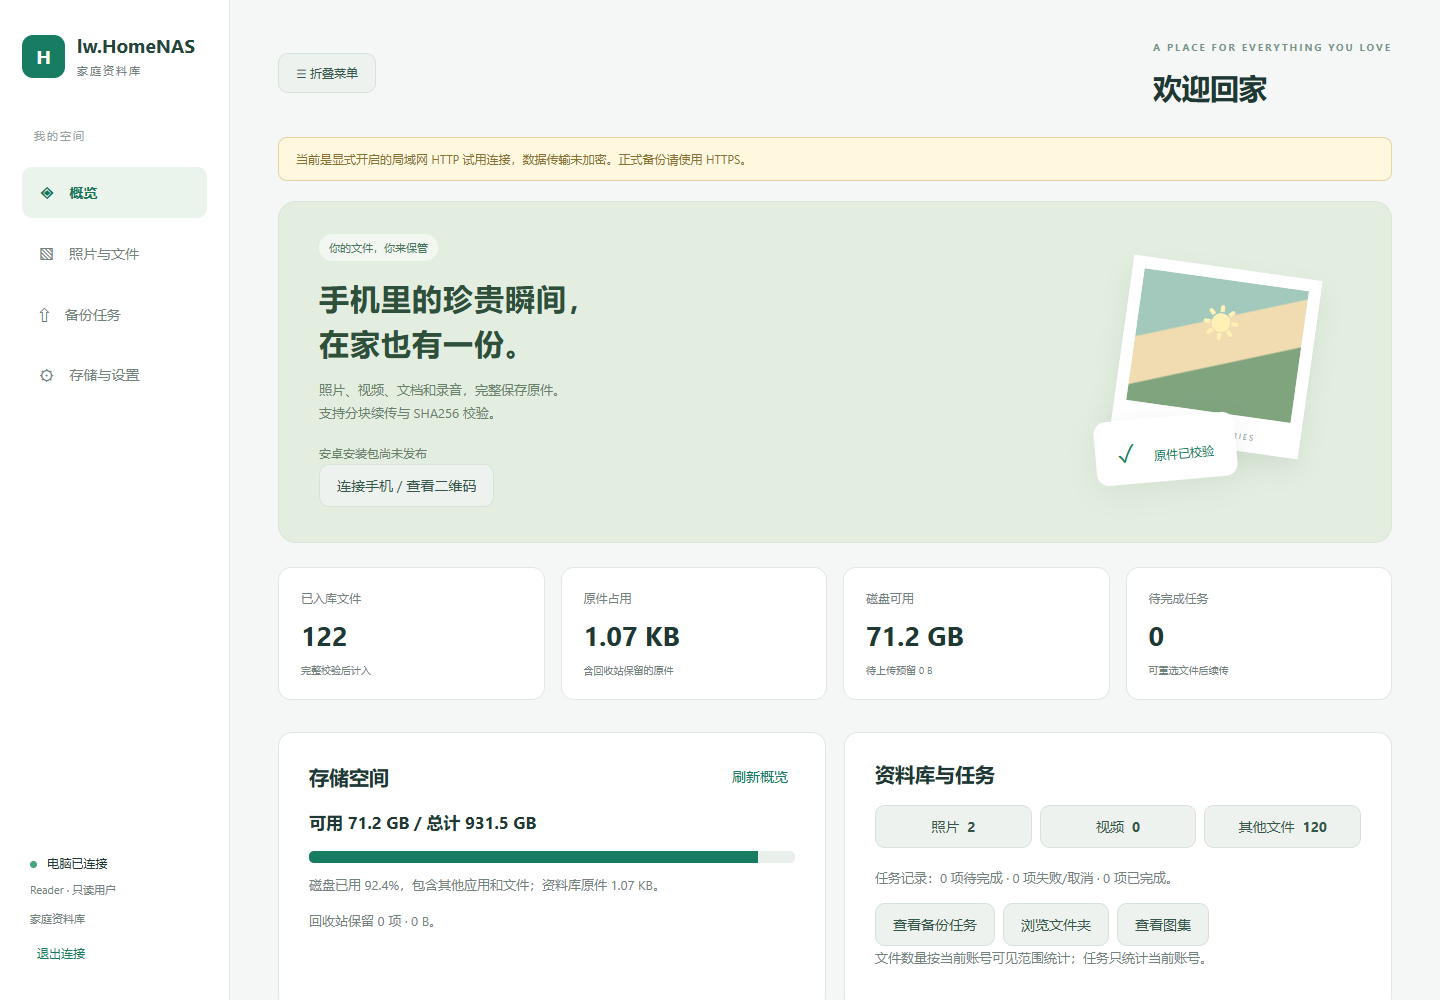 H
lw.HomeNAS
家庭资料库
我的空间
概览
照片与文件
备份任务
存储与设置
电脑已连接
Reader · 只读用户
家庭资料库
退出连接
☰ 折叠菜单
A PLACE FOR EVERYTHING YOU LOVE
欢迎回家
当前是显式开启的局域网 HTTP 试用连接，数据传输未加密。正式备份请使用 HTTPS。
你的文件，你来保管
手机里的珍贵瞬间，
在家也有一份。
照片、视频、文档和录音，完整保存原件。
支持分块续传与 SHA256 校验。
安卓安装包尚未发布
连接手机 / 查看二维码
✓ 原件已校验
已入库文件
122
完整校验后计入
原件占用
1.07 KB
含回收站保留的原件
磁盘可用
71.2 GB
待上传预留 0 B
待完成任务
0
可重选文件后续传
存储空间
刷新概览
可用 71.2 GB / 总计 931.5 GB
磁盘已用 92.4%，包含其他应用和文件；资料库原件 1.07 KB。
回收站保留 0 项 · 0 B。
资料库与任务
照片 2
视频 0
其他文件 120
任务记录：0 项待完成 · 0 项失败/取消 · 0 项已完成。
查看备份任务
浏览文件夹
查看图集
文件数量按当前账号可见范围统计；任务只统计当前账号。